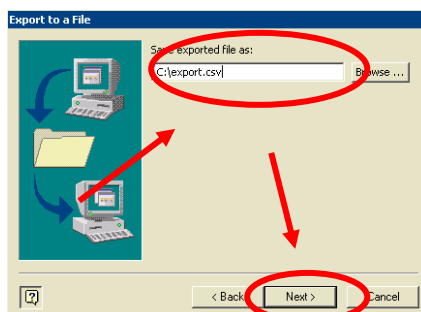 Export to a File
Save exported file as:
C:\export.csv
Browse ...
< Back
Next >
Cancel